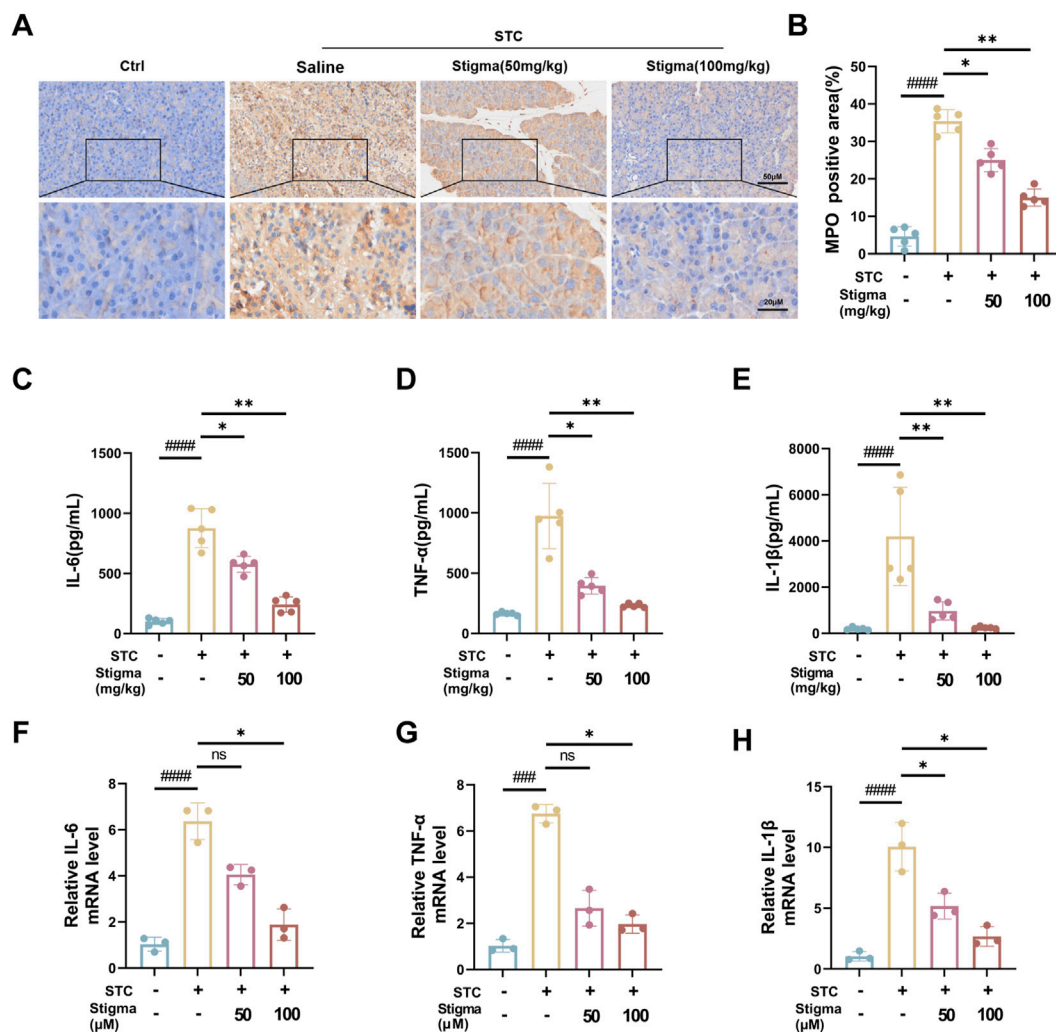 A
STC
Ctrl
Saline
Stigma(50mg/kg)
Stigma(100mg/kg)
50μM
20μM
B
MPO positive area(%)
50
40
30
20
10
0
####
*
**
STC - + + +
Stigma (mg/kg) - - 50 100
C
IL-6(pg/mL)
1500
1000
500
0
####
*
**
STC - + + +
Stigma (mg/kg) - - 50 100
D
TNF-α(pg/mL)
1500
1000
500
0
####
*
**
STC - + + +
Stigma (mg/kg) - - 50 100
E
IL-1β(pg/mL)
8000
6000
4000
2000
0
####
**
**
STC - + + +
Stigma (mg/kg) - - 50 100
F
Relative IL-6
mRNA level
8
6
4
2
0
####
ns
*
STC - + + +
Stigma (μM) - - 50 100
G
Relative TNF-α
mRNA level
8
6
4
2
0
###
ns
*
STC - + + +
Stigma (μM) - - 50 100
H
Relative IL-1β
mRNA level
15
10
5
0
####
*
*
STC - + + +
Stigma (μM) - - 50 100